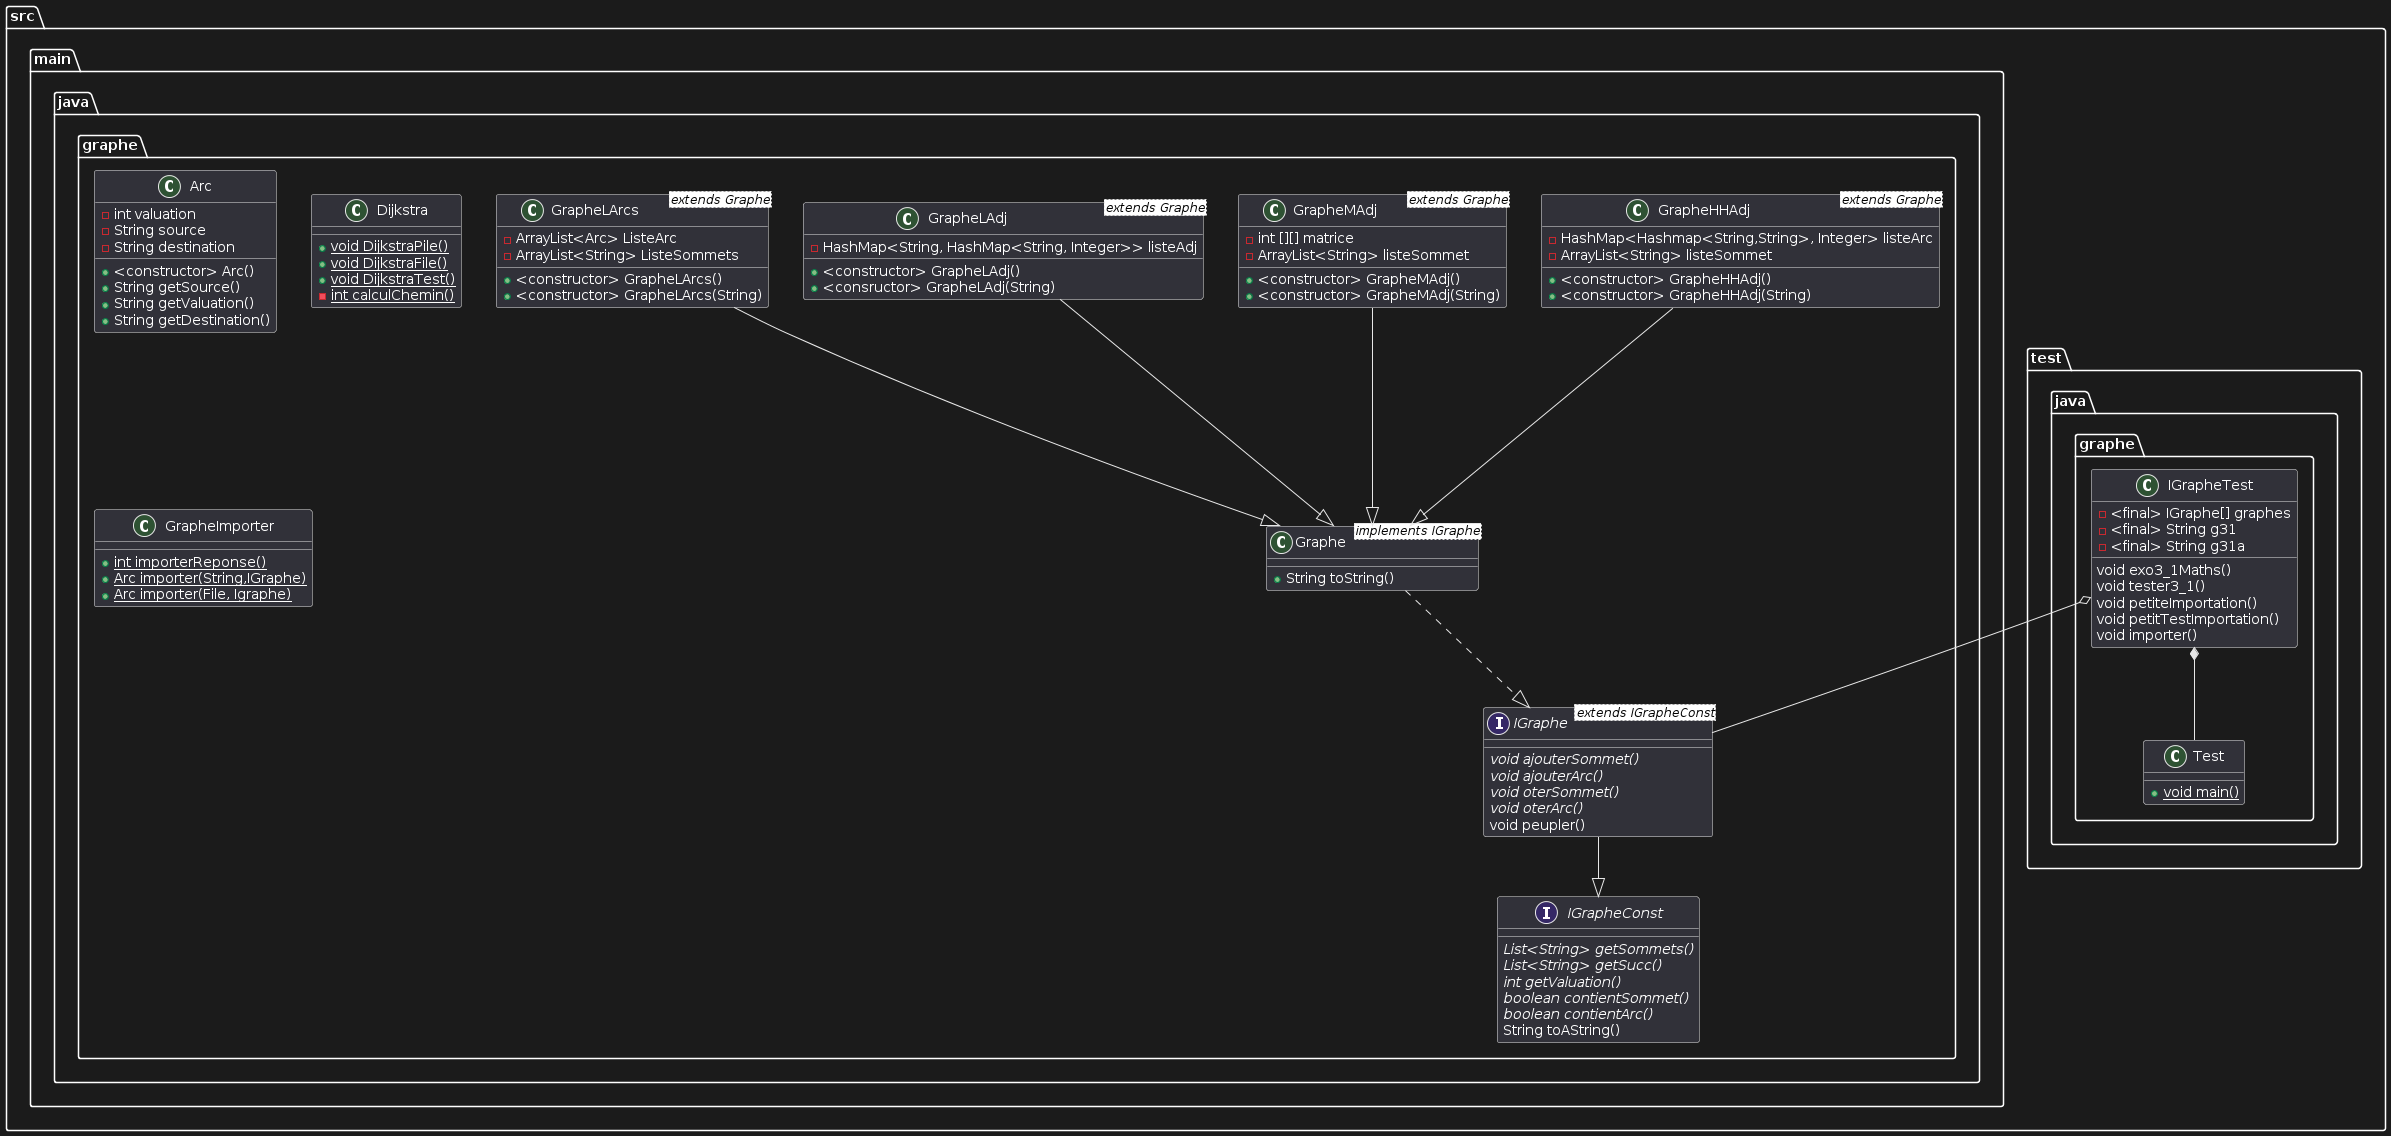 src
main
java
graphe
C Arc
int valuation
String source
String destination
<constructor> Arc()
String getSource()
String getValuation()
String getDestination()
C Dijkstra
void DijkstraPile()
void DijkstraFile()
void DijkstraTest()
int calculChemin()
C GrapheLArcs
extends Graphe
ArrayList<Arc> ListeArc
ArrayList<String> ListeSommets
<constructor> GrapheLArcs()
<constructor> GrapheLArcs(String)
C GrapheLAdj
extends Graphe
HashMap<String, HashMap<String, Integer>> listeAdj
<constructor> GrapheLAdj()
<consructor> GrapheLAdj(String)
C GrapheMAdj
extends Graphe
int [][] matrice
ArrayList<String> listeSommet
<constructor> GrapheMAdj()
<constructor> GrapheMAdj(String)
C GrapheHHAdj
extends Graphe
HashMap<Hashmap<String,String>, Integer> listeArc
ArrayList<String> listeSommet
<constructor> GrapheHHAdj()
<constructor> GrapheHHAdj(String)
C GrapheImporter
int importerReponse()
Arc importer(String,IGraphe)
Arc importer(File, Igraphe)
C Graphe
implements IGraphe
String toString()
I IGraphe
extends IGrapheConst
void ajouterSommet()
void ajouterArc()
void oterSommet()
void oterArc()
void peupler()
I IGrapheConst
List<String> getSommets()
List<String> getSucc()
int getValuation()
boolean contientSommet()
boolean contientArc()
String toAString()
test
java
graphe
C IGrapheTest
<final> IGraphe[] graphes
<final> String g31
<final> String g31a
void exo3_1Maths()
void tester3_1()
void petiteImportation()
void petitTestImportation()
void importer()
C Test
void main()